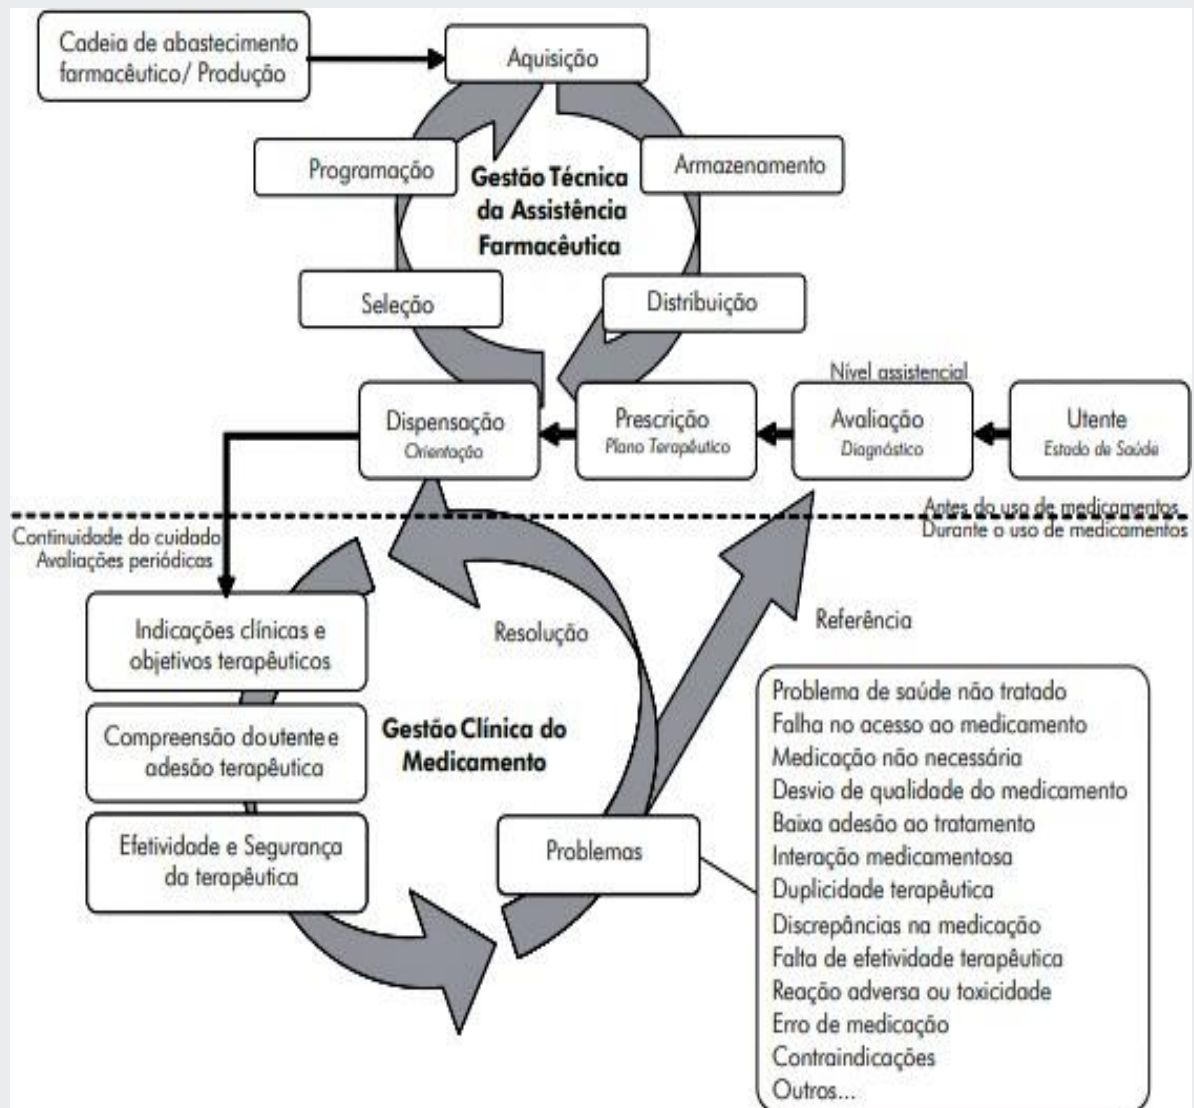 Cadeia de abastecimento
farmacêutico/ Produção
Aquisição
Programação
Armazenamento
Gestão Técnica
da Assistência
Farmacêutica
Seleção
Distribuição
Nível assistencial
Dispensação
Orientação
Prescrição
Plano Terapêutico
Avaliação
Diagnóstico
Utente
Estado de Saúde
Antes do uso de medicamentos
Durante o uso de medicamentos
Continuidade do cuidado
Avaliações periódicas
Indicações clínicas e
objetivos terapêuticos
Resolução
Referência
Compreensão doutente e
adesão terapêutica
Gestão Clínica do
Medicamento
Efetividade e Segurança
da terapêutica
Problemas
Problema de saúde não tratado
Falha no acesso ao medicamento
Medicação não necessária
Desvio de qualidade do medicamento
Baixa adesão ao tratamento
Interação medicamentosa
Duplicidade terapêutica
Discrepâncias na medicação
Falta de efetividade terapêutica
Reação adversa ou toxicidade
Erro de medicação
Contraindicações
Outros...